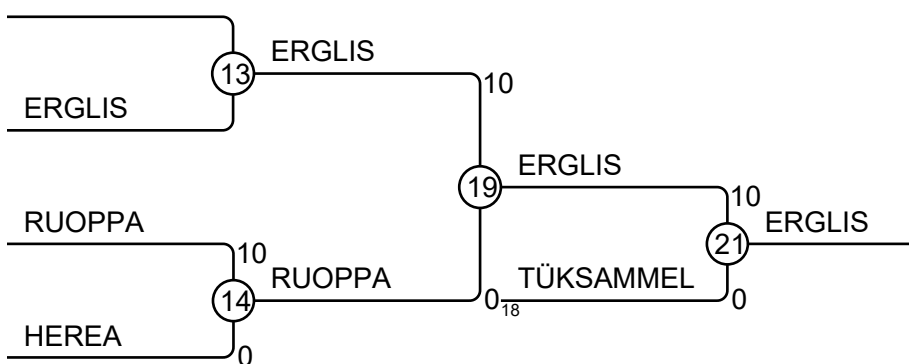 ERGLIS
13
10
ERGLIS
ERGLIS
19
10
RUOPPA
ERGLIS
10
21
RUOPPA
TÜKSAMMEL
14
0
18
0
HEREA
0